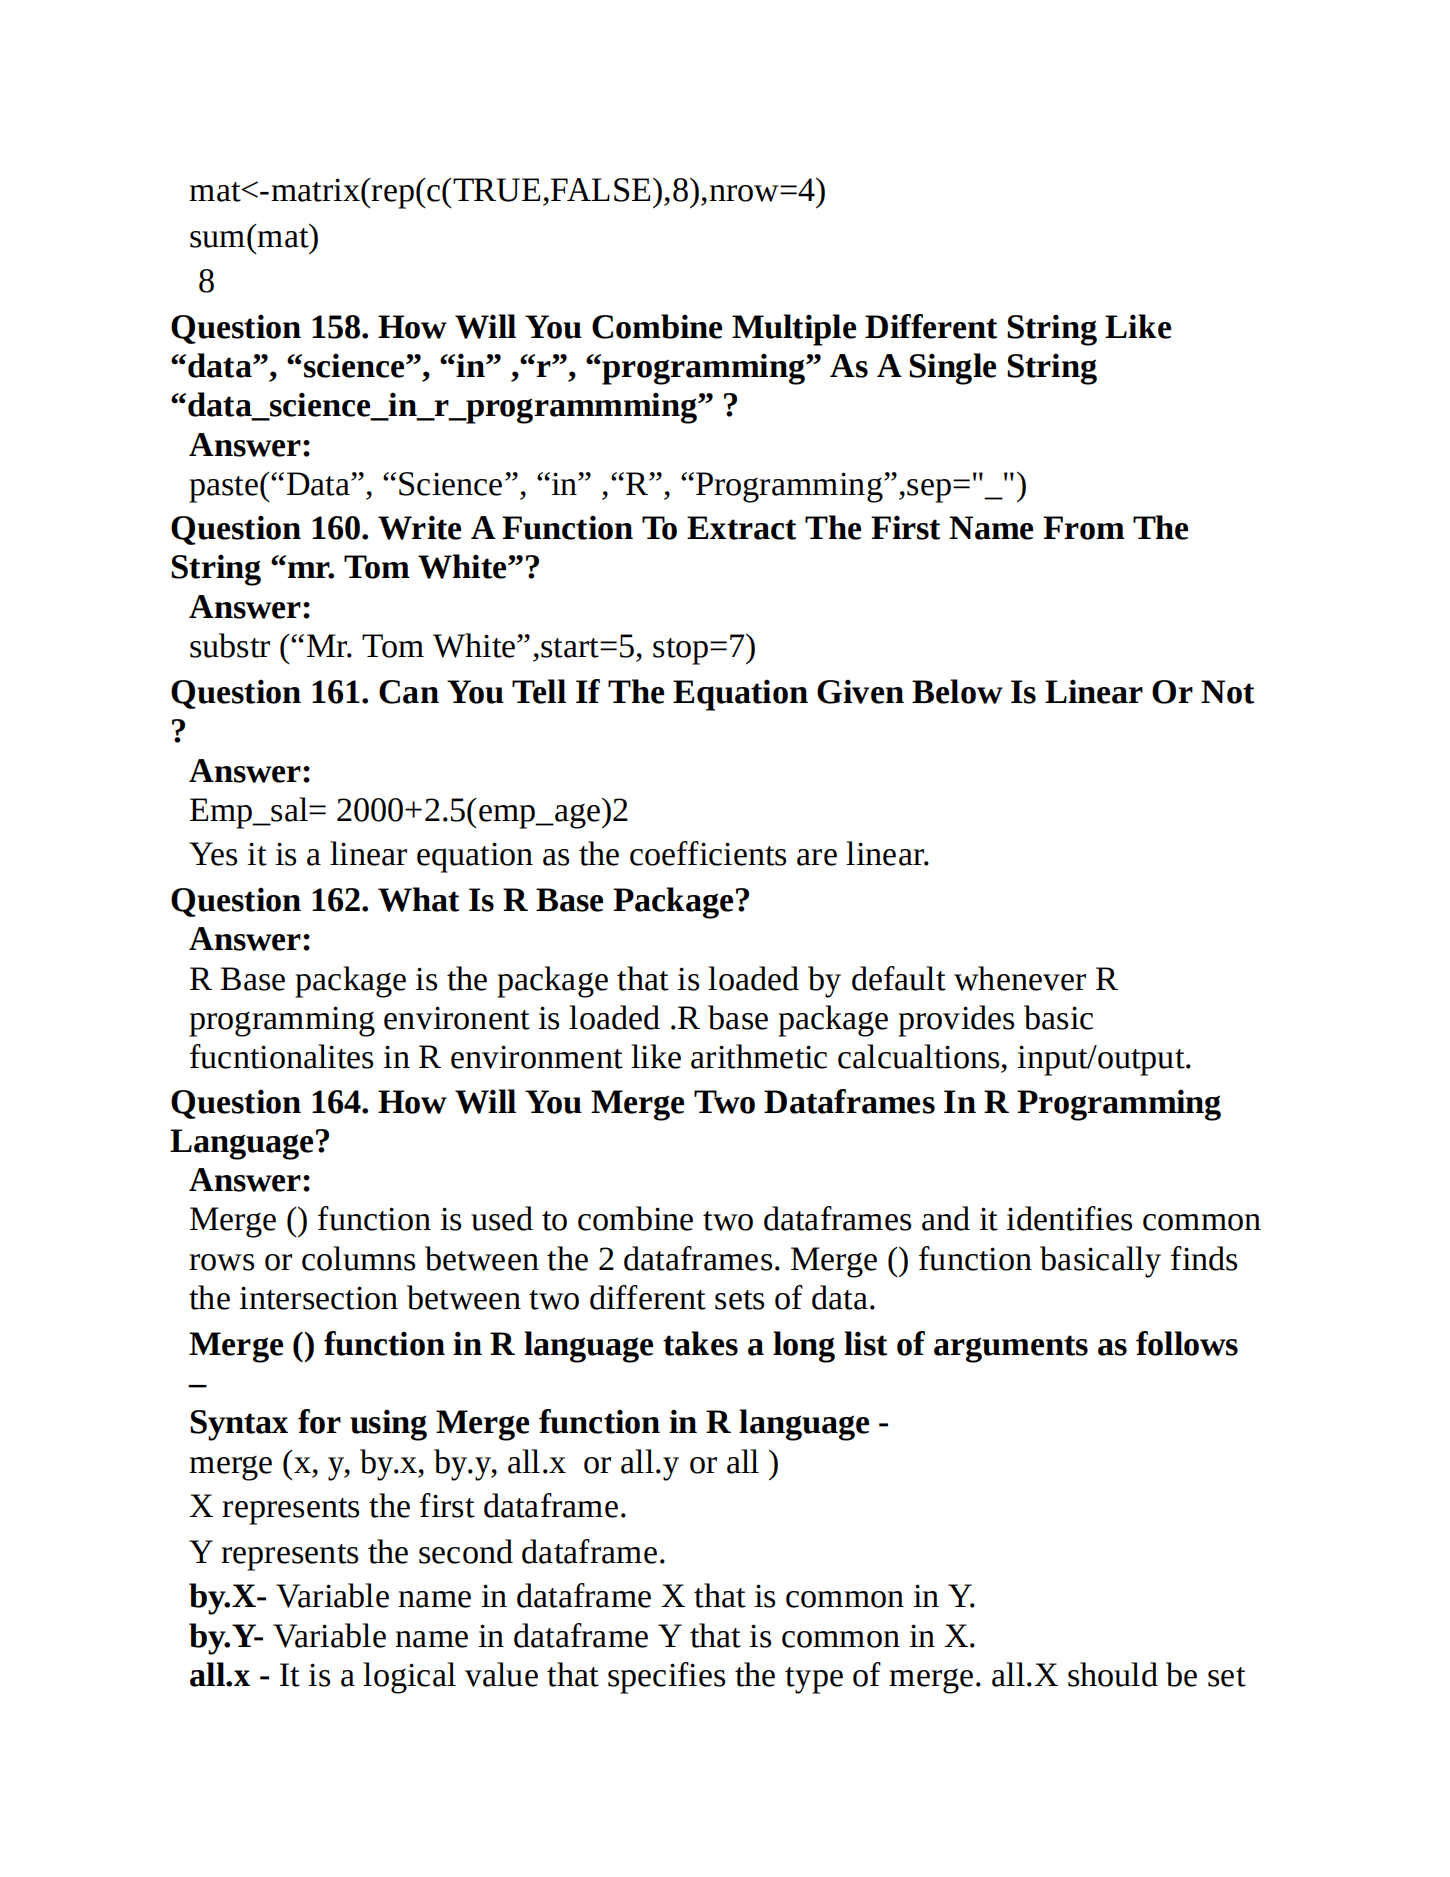 mat<-matrix(rep(c(TRUE,FALSE),8),nrow=4)
sum(mat)
8
Question 158. How Will You Combine Multiple Different String Like
“data”, “science”, “in” ,“r”, “programming” As A Single String
“data_science_in_r_programmming” ?
Answer:
paste(“Data”, “Science”, “in” ,“R”, “Programming”,sep="_")
Question 160. Write A Function To Extract The First Name From The
String “mr. Tom White”?
Answer:
substr (“Mr. Tom White”,start=5, stop=7)
Question 161. Can You Tell If The Equation Given Below Is Linear Or Not
?
Answer:
Emp_sal= 2000+2.5(emp_age)2
Yes it is a linear equation as the coefficients are linear.
Question 162. What Is R Base Package?
Answer:
R Base package is the package that is loaded by default whenever R
programming environent is loaded .R base package provides basic
fucntionalites in R environment like arithmetic calcualtions, input/output.
Question 164. How Will You Merge Two Dataframes In R Programming
Language?
Answer:
Merge () function is used to combine two dataframes and it identifies common
rows or columns between the 2 dataframes. Merge () function basically finds
the intersection between two different sets of data.
Merge () function in R language takes a long list of arguments as follows
–
Syntax for using Merge function in R language -
merge (x, y, by.x, by.y, all.x  or all.y or all )
X represents the first dataframe.
Y represents the second dataframe.
by.X- Variable name in dataframe X that is common in Y.
by.Y- Variable name in dataframe Y that is common in X.
all.x - It is a logical value that specifies the type of merge. all.X should be set